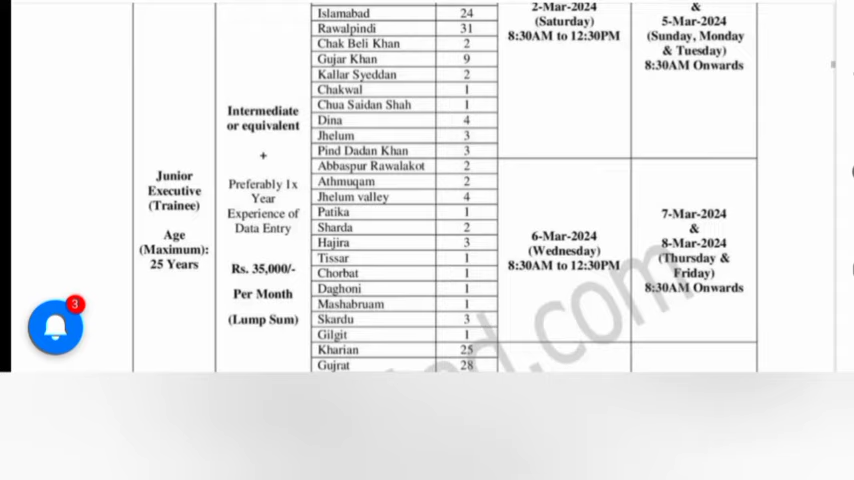 Junior
Executive
(Trainee)
Age
(Maximum):
25 Years
Intermediate
or equivalent
+
Preferably 1x
Year
Experience of
Data Entry
Rs. 35,000/-
Per Month
(Lump Sum)
Islamabad 24
Rawalpindi 31
Chak Beli Khan 2
Gujar Khan 9
Kallar Syeddan 2
Chakwal 1
Chua Saidan Shah 1
Dina 4
Jhelum 3
Pind Dadan Khan 3
Abbaspur Rawalakot 2
Athmuqam 2
Jhelum valley 4
Patika 1
Sharda 2
Hajira 3
Tissar 1
Chorbat 1
Daghoni 1
Mashabruam 1
Skardu 3
Gilgit 1
Kharian 25
Gujrat 28
2-Mar-2024
(Saturday)
8:30AM to 12:30PM
&
5-Mar-2024
(Sunday, Monday
& Tuesday)
8:30AM Onwards
6-Mar-2024
(Wednesday)
8:30AM to 12:30PM
7-Mar-2024
&
8-Mar-2024
(Thursday &
Friday)
8:30AM Onwards
3